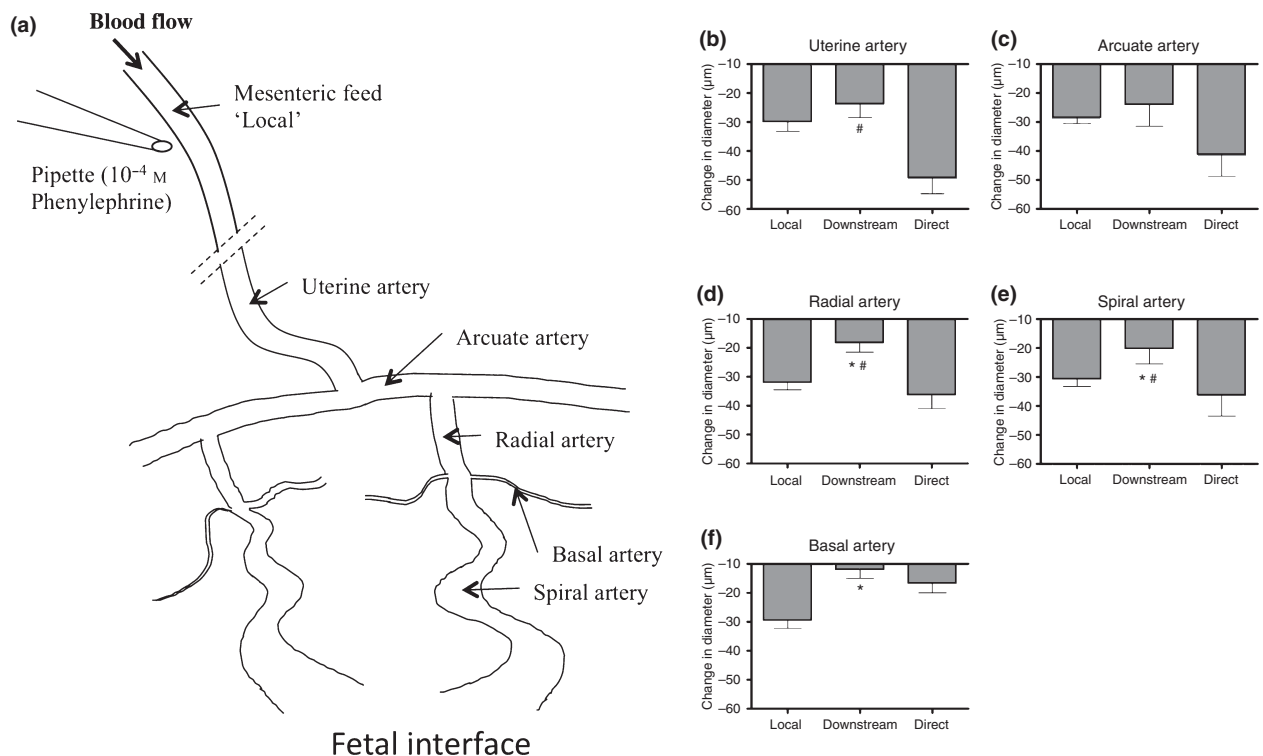 (a)
Blood flow
Mesenteric feed
‘Local’
Pipette (10⁻⁴ M
Phenylephrine)
Uterine artery
Arcuate artery
Radial artery
Basal artery
Spiral artery
Fetal interface
(b)
Uterine artery
Change in diameter (µm)
–10
–20
–30
–40
–50
–60
#
Local Downstream Direct
(c)
Arcuate artery
Change in diameter (µm)
–10
–20
–30
–40
–50
–60
Local Downstream Direct
(d)
Radial artery
Change in diameter (µm)
–10
–20
–30
–40
–50
–60
* #
Local Downstream Direct
(e)
Spiral artery
Change in diameter (µm)
–10
–20
–30
–40
–50
–60
* #
Local Downstream Direct
(f)
Basal artery
Change in diameter (µm)
–10
–20
–30
–40
–50
–60
*
Local Downstream Direct